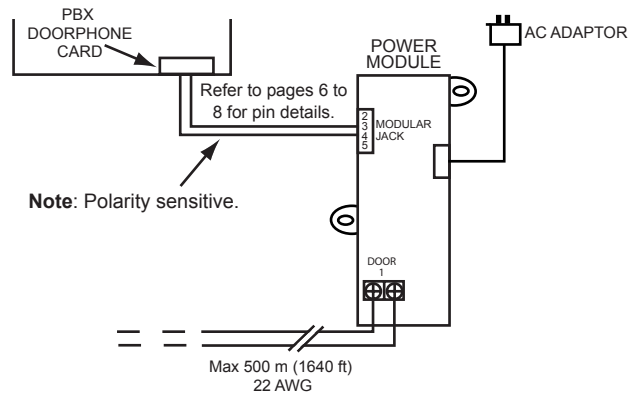 PBX
DOORPHONE
CARD
AC ADAPTOR
POWER
MODULE
Refer to pages 6 to
8 for pin details.
2
3
4
5
MODULAR
JACK
Note: Polarity sensitive.
DOOR
1
Max 500 m (1640 ft)
22 AWG